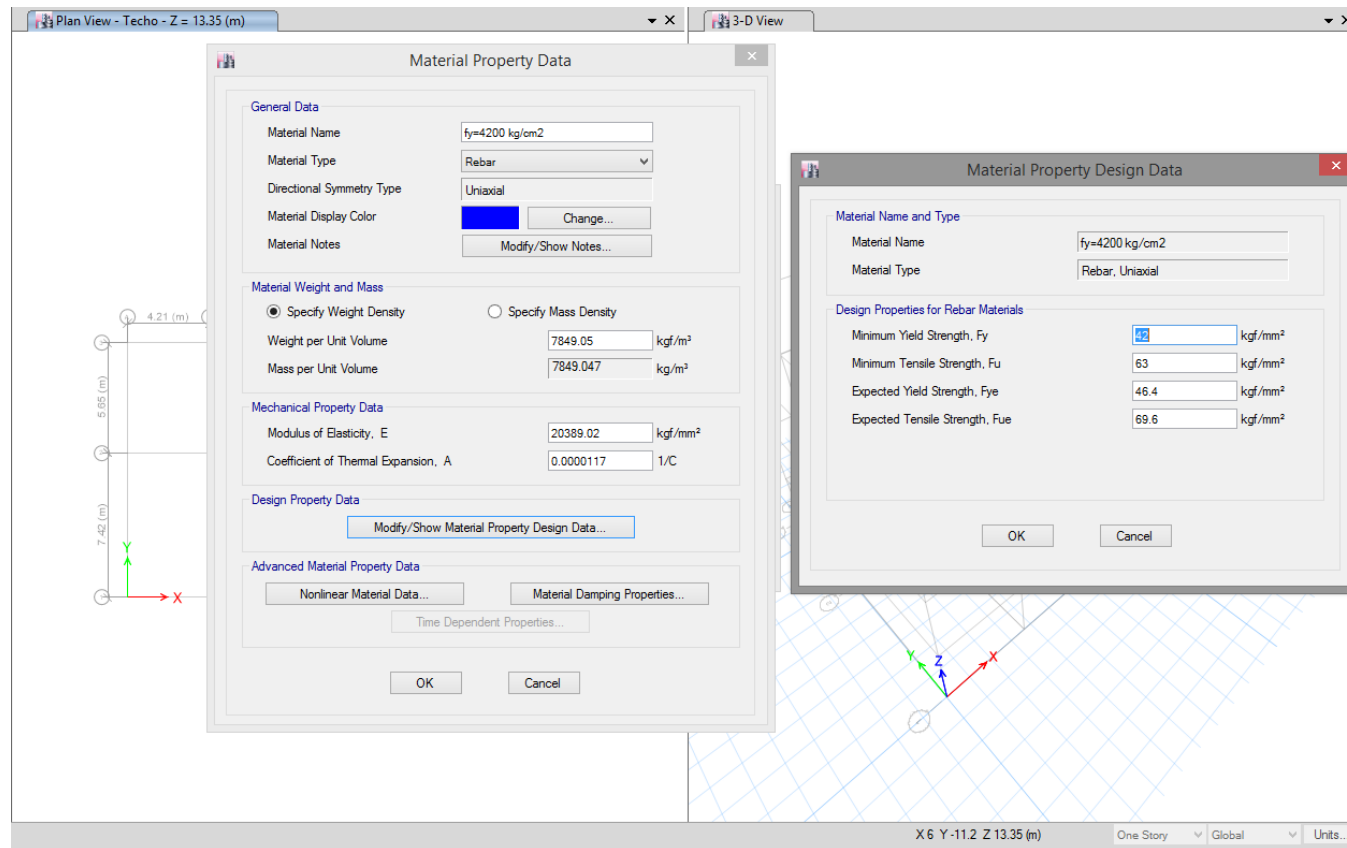 Plan View - Techo - Z = 13.35 (m)
3-D View
Material Property Data
General Data
Material Name fy=4200 kg/cm2
Material Type Rebar
Directional Symmetry Type Uniaxial
Material Display Color Change...
Material Notes Modify/Show Notes...
Material Weight and Mass
Specify Weight Density Specify Mass Density
Weight per Unit Volume 7849.05 kgf/m³
Mass per Unit Volume 7849.047 kg/m³
Mechanical Property Data
Modulus of Elasticity, E 20389.02 kgf/mm²
Coefficient of Thermal Expansion, A 0.0000117 1/C
Design Property Data
Modify/Show Material Property Design Data...
Advanced Material Property Data
Nonlinear Material Data... Material Damping Properties...
Time Dependent Properties...
OK Cancel
Material Property Design Data
Material Name and Type
Material Name fy=4200 kg/cm2
Material Type Rebar, Uniaxial
Design Properties for Rebar Materials
Minimum Yield Strength, Fy 42 kgf/mm²
Minimum Tensile Strength, Fu 63 kgf/mm²
Expected Yield Strength, Fye 46.4 kgf/mm²
Expected Tensile Strength, Fue 69.6 kgf/mm²
OK Cancel
4.21 (m)
5.65 (m)
7.42 (m)
Y
X
Y Z X
X 6 Y -11.2 Z 13.35 (m) One Story Global Units...